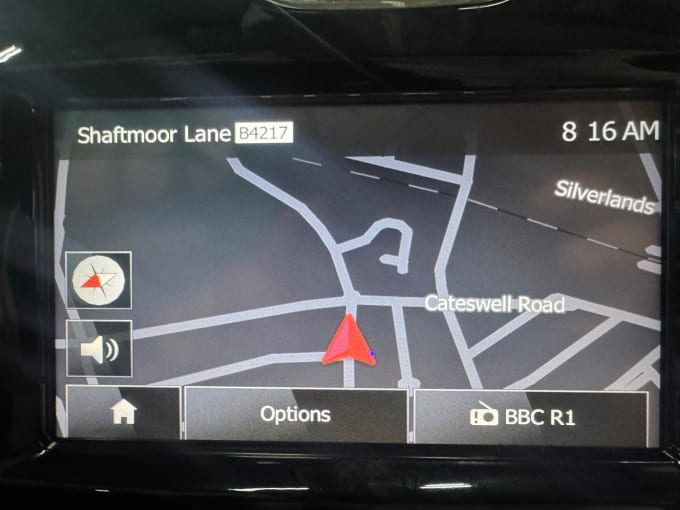 Shaftmoor Lane B4217
8 16 AM
Silverlands
Cateswell Road
Options
BBC R1